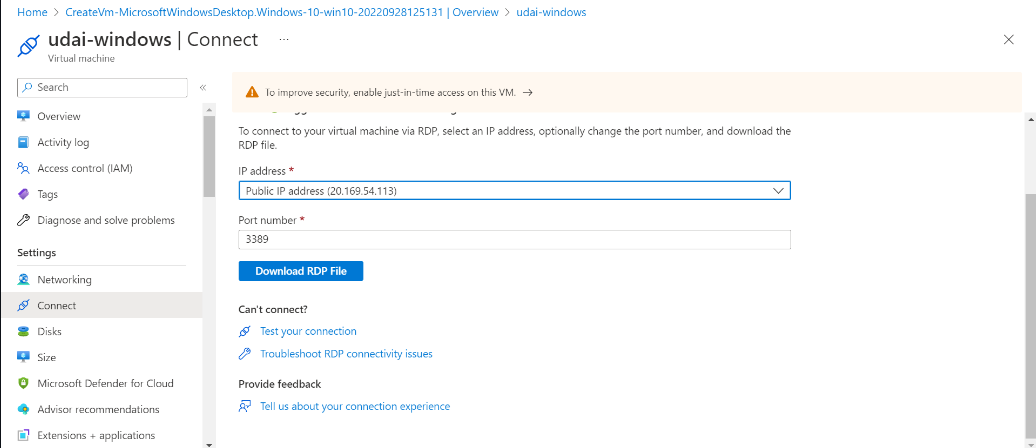 Home > CreateVm-MicrosoftWindowsDesktop.Windows-10-win10-20220928125131 | Overview > udai-windows
udai-windows | Connect ...
Virtual machine
Search
«
Overview
Activity log
Access control (IAM)
Tags
Diagnose and solve problems
Settings
Networking
Connect
Disks
Size
Microsoft Defender for Cloud
Advisor recommendations
Extensions + applications
To improve security, enable just-in-time access on this VM. →
To connect to your virtual machine via RDP, select an IP address, optionally change the port number, and download the
RDP file.
IP address *
Public IP address (20.169.54.113)
Port number *
3389
Download RDP File
Can't connect?
Test your connection
Troubleshoot RDP connectivity issues
Provide feedback
Tell us about your connection experience